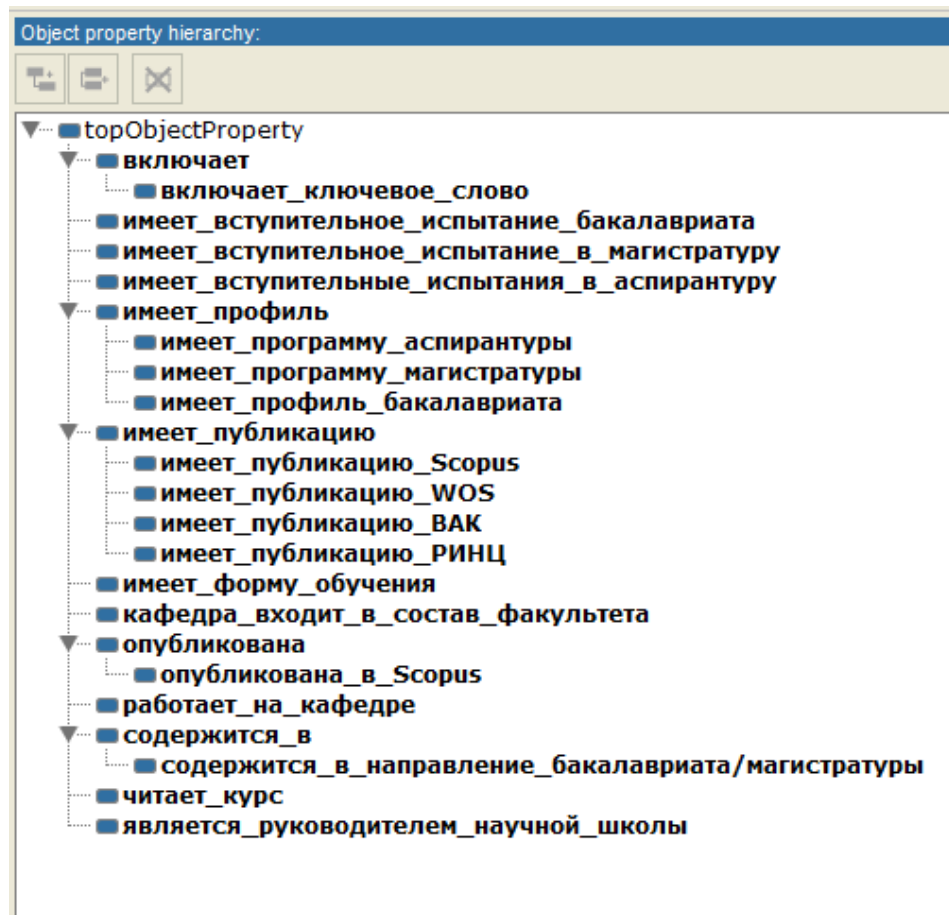 Object property hierarchy:
topObjectProperty
включает
включает_ключевое_слово
имеет_вступительное_испытание_бакалавриата
имеет_вступительное_испытание_в_магистратуру
имеет_вступительные_испытания_в_аспирантуру
имеет_профиль
имеет_программу_аспирантуры
имеет_программу_магистратуры
имеет_профиль_бакалавриата
имеет_публикацию
имеет_публикацию_Scopus
имеет_публикацию_WOS
имеет_публикацию_ВАК
имеет_публикацию_РИНЦ
имеет_форму_обучения
кафедра_входит_в_состав_факультета
опубликована
опубликована_в_Scopus
работает_на_кафедре
содержится_в
содержится_в_направление_бакалавриата/магистратуры
читает_курс
является_руководителем_научной_школы